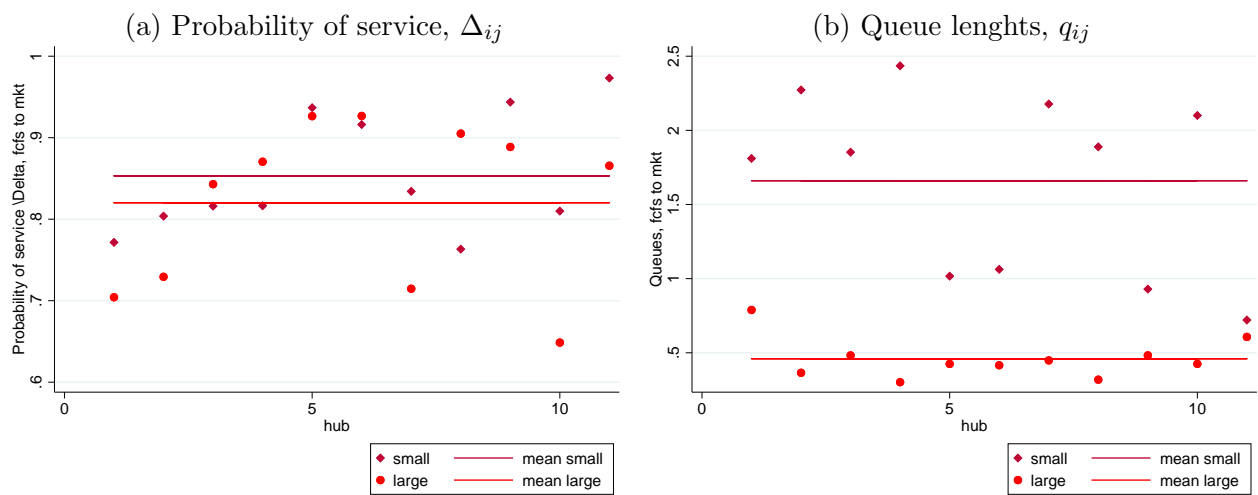 (a) Probability of service, Δij
Probability of service \Delta, fcfs to mkt
1
.9
.8
.7
.6
0
5
10
hub
small
mean small
large
mean large
(b) Queue lenghts, qij
Queues, fcfs to mkt
2.5
2
1.5
1
.5
0
5
10
hub
small
mean small
large
mean large